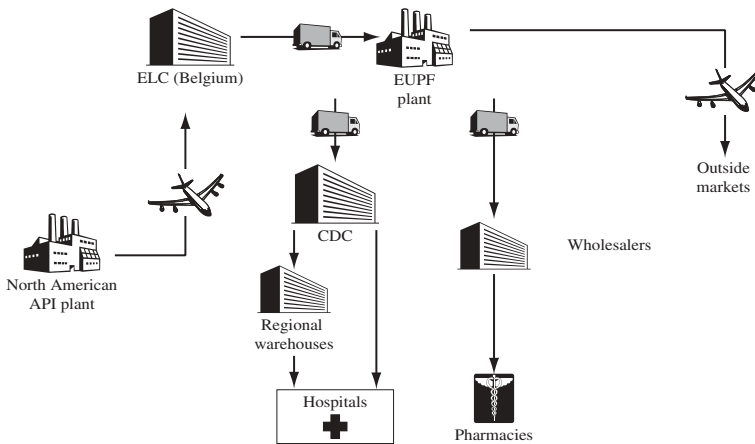 ELC (Belgium)
EUPF
plant
Outside
markets
CDC
Wholesalers
North American
API plant
Regional
warehouses
Hospitals
Pharmacies